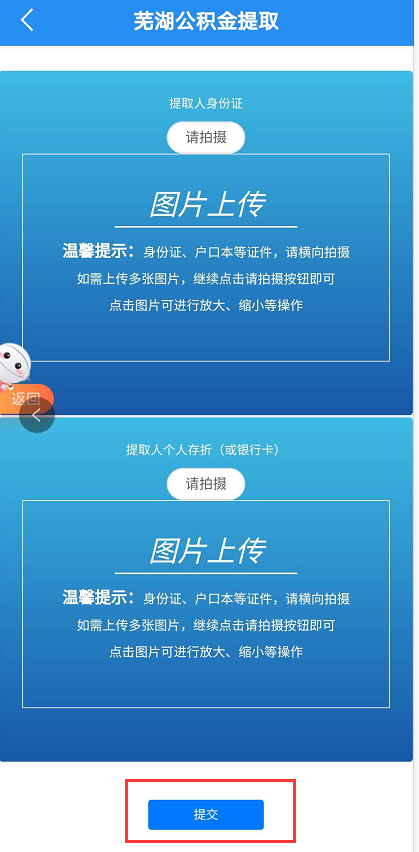 芜湖公积金提取
提取人身份证
请拍摄
图片上传
温馨提示：身份证、户口本等证件，请横向拍摄
如需上传多张图片，继续点击请拍摄按钮即可
点击图片可进行放大、缩小等操作
返回
提取人个人存折（或银行卡）
请拍摄
图片上传
温馨提示：身份证、户口本等证件，请横向拍摄
如需上传多张图片，继续点击请拍摄按钮即可
点击图片可进行放大、缩小等操作
提交